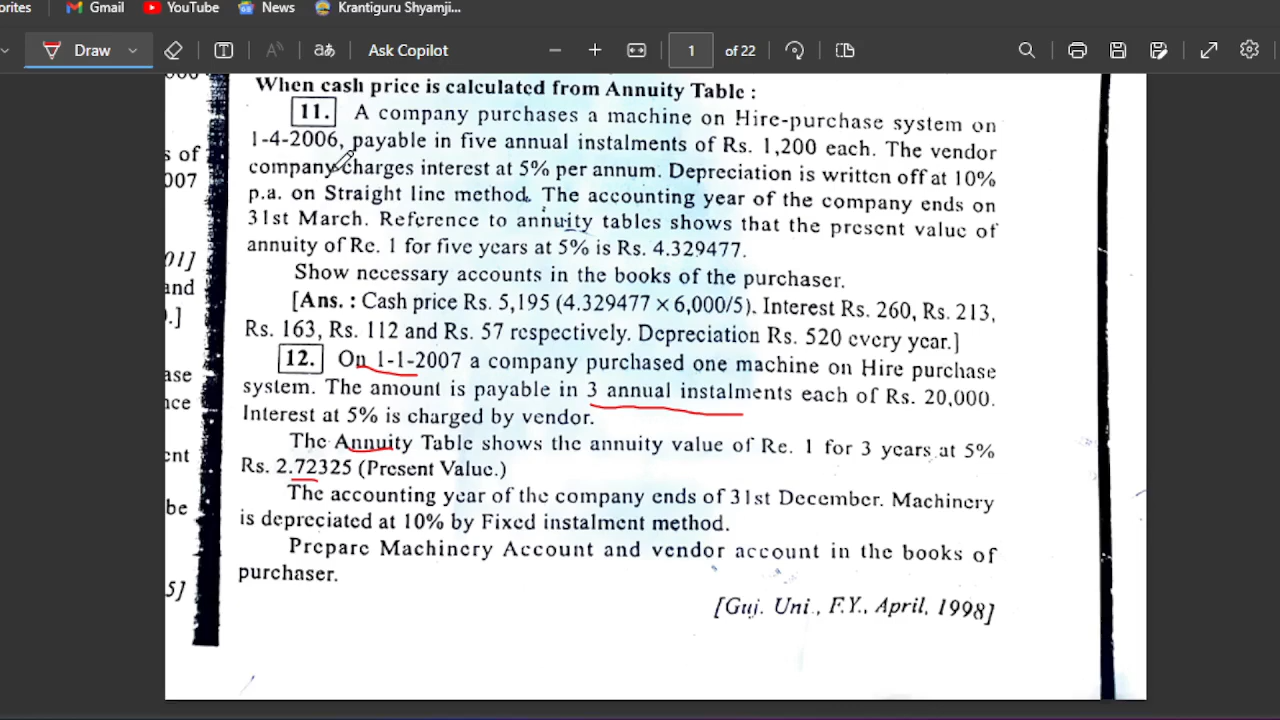 orites Gmail YouTube News Krantiguru Shyamji...
Draw Ask Copilot 1 of 22
When cash price is calculated from Annuity Table :
11. A company purchases a machine on Hire-purchase system on
1-4-2006, payable in five annual instalments of Rs. 1,200 each. The vendor
company charges interest at 5% per annum. Depreciation is written off at 10%
p.a. on Straight line method. The accounting year of the company ends on
31st March. Reference to annuity tables shows that the present value of
annuity of Re. 1 for five years at 5% is Rs. 4.329477.
Show necessary accounts in the books of the purchaser.
[Ans. : Cash price Rs. 5,195 (4.329477 × 6,000/5). Interest Rs. 260, Rs. 213,
Rs. 163, Rs. 112 and Rs. 57 respectively. Depreciation Rs. 520 every year.]
12. On 1-1-2007 a company purchased one machine on Hire purchase
system. The amount is payable in 3 annual instalments each of Rs. 20,000.
Interest at 5% is charged by vendor.
The Annuity Table shows the annuity value of Re. 1 for 3 years at 5%
Rs. 2.72325 (Present Value.)
The accounting year of the company ends of 31st December. Machinery
is depreciated at 10% by Fixed instalment method.
Prepare Machinery Account and vendor account in the books of
purchaser.
[Guj. Uni., F.Y., April, 1998]
s of
007
01]
and
.]
ase
nce
ent
be
5]